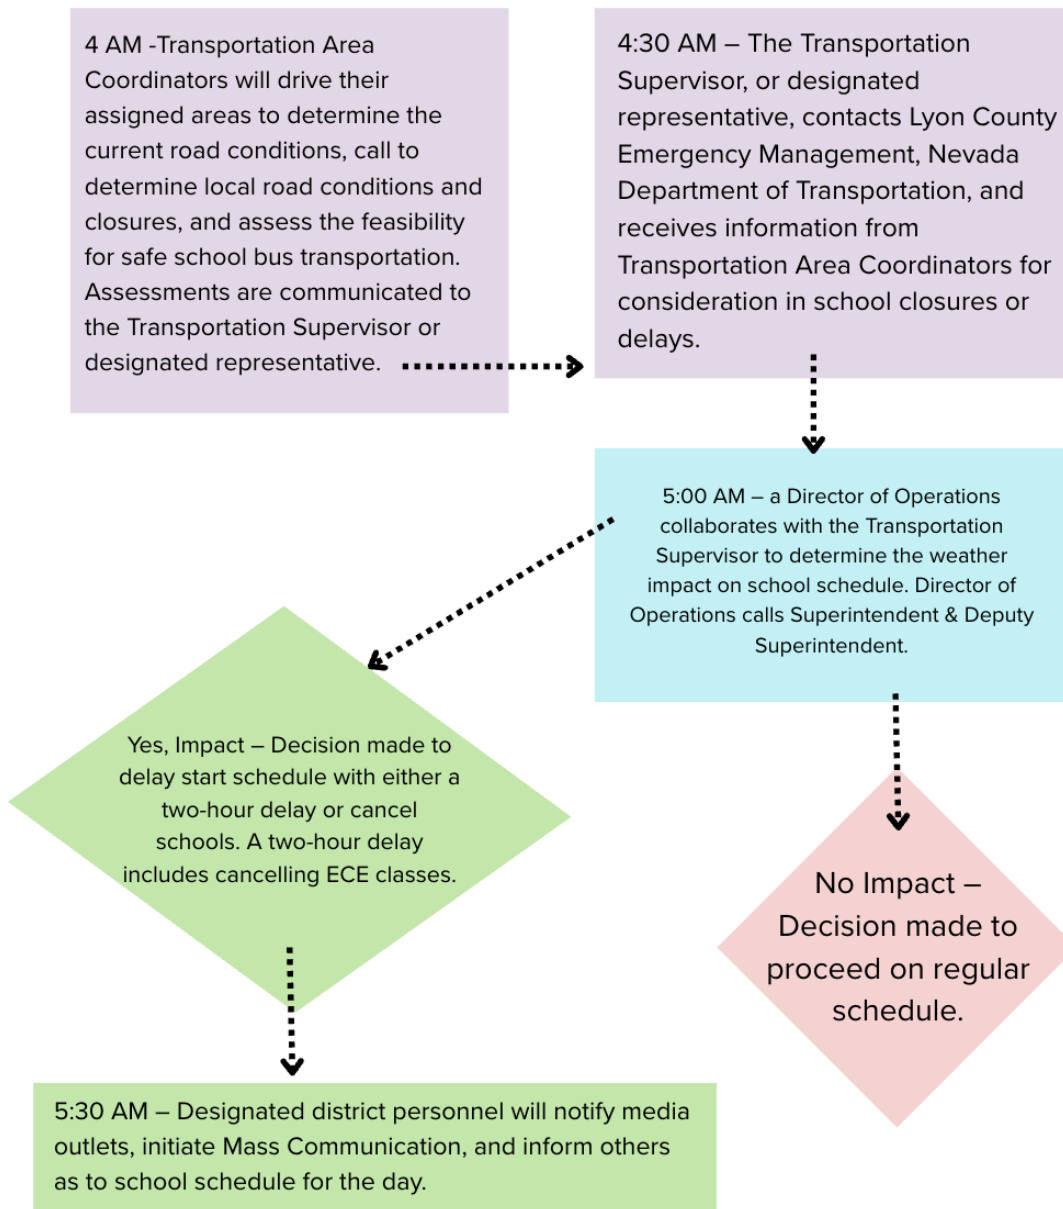 4 AM -Transportation Area
Coordinators will drive their
assigned areas to determine the
current road conditions, call to
determine local road conditions and
closures, and assess the feasibility
for safe school bus transportation.
Assessments are communicated to
the Transportation Supervisor or
designated representative.
4:30 AM – The Transportation
Supervisor, or designated
representative, contacts Lyon County
Emergency Management, Nevada
Department of Transportation, and
receives information from
Transportation Area Coordinators for
consideration in school closures or
delays.
5:00 AM – a Director of Operations
collaborates with the Transportation
Supervisor to determine the weather
impact on school schedule. Director of
Operations calls Superintendent & Deputy
Superintendent.
Yes, Impact – Decision made to
delay start schedule with either a
two-hour delay or cancel
schools. A two-hour delay
includes cancelling ECE classes.
No Impact –
Decision made to
proceed on regular
schedule.
5:30 AM – Designated district personnel will notify media
outlets, initiate Mass Communication, and inform others
as to school schedule for the day.